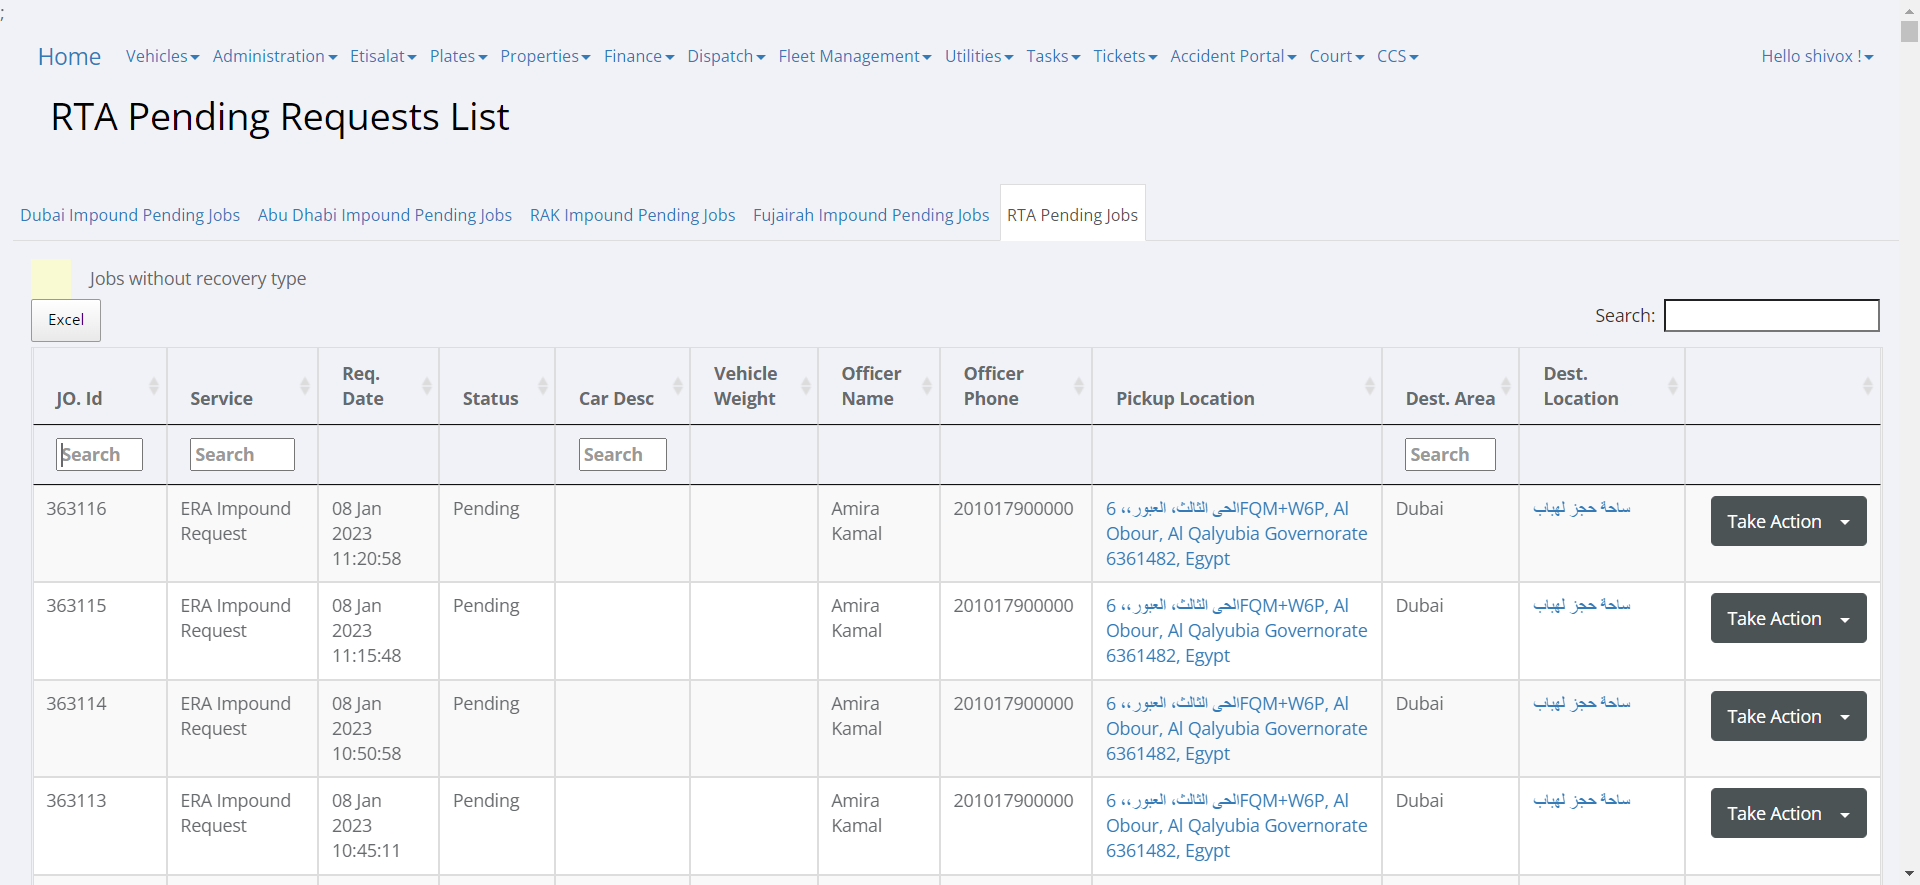 ;
Home Vehicles Administration Etisalat Plates Properties Finance Dispatch Fleet Management Utilities Tasks Tickets Accident Portal Court CCS Hello shivox !
RTA Pending Requests List
Dubai Impound Pending Jobs Abu Dhabi Impound Pending Jobs RAK Impound Pending Jobs Fujairah Impound Pending Jobs RTA Pending Jobs
Jobs without recovery type
Excel Search:
JO. Id Service Req. Date Status Car Desc Vehicle Weight Officer Name Officer Phone Pickup Location Dest. Area Dest. Location
Search Search Search Search
363116 ERA Impound Request 08 Jan 2023 11:20:58 Pending Amira Kamal 201017900000 6 الحى الثالث، العبور،،FQM+W6P, Al Obour, Al Qalyubia Governorate 6361482, Egypt Dubai ساحة حجز لهباب Take Action
363115 ERA Impound Request 08 Jan 2023 11:15:48 Pending Amira Kamal 201017900000 6 الحى الثالث، العبور،،FQM+W6P, Al Obour, Al Qalyubia Governorate 6361482, Egypt Dubai ساحة حجز لهباب Take Action
363114 ERA Impound Request 08 Jan 2023 10:50:58 Pending Amira Kamal 201017900000 6 الحى الثالث، العبور،،FQM+W6P, Al Obour, Al Qalyubia Governorate 6361482, Egypt Dubai ساحة حجز لهباب Take Action
363113 ERA Impound Request 08 Jan 2023 10:45:11 Pending Amira Kamal 201017900000 6 الحى الثالث، العبور،،FQM+W6P, Al Obour, Al Qalyubia Governorate 6361482, Egypt Dubai ساحة حجز لهباب Take Action